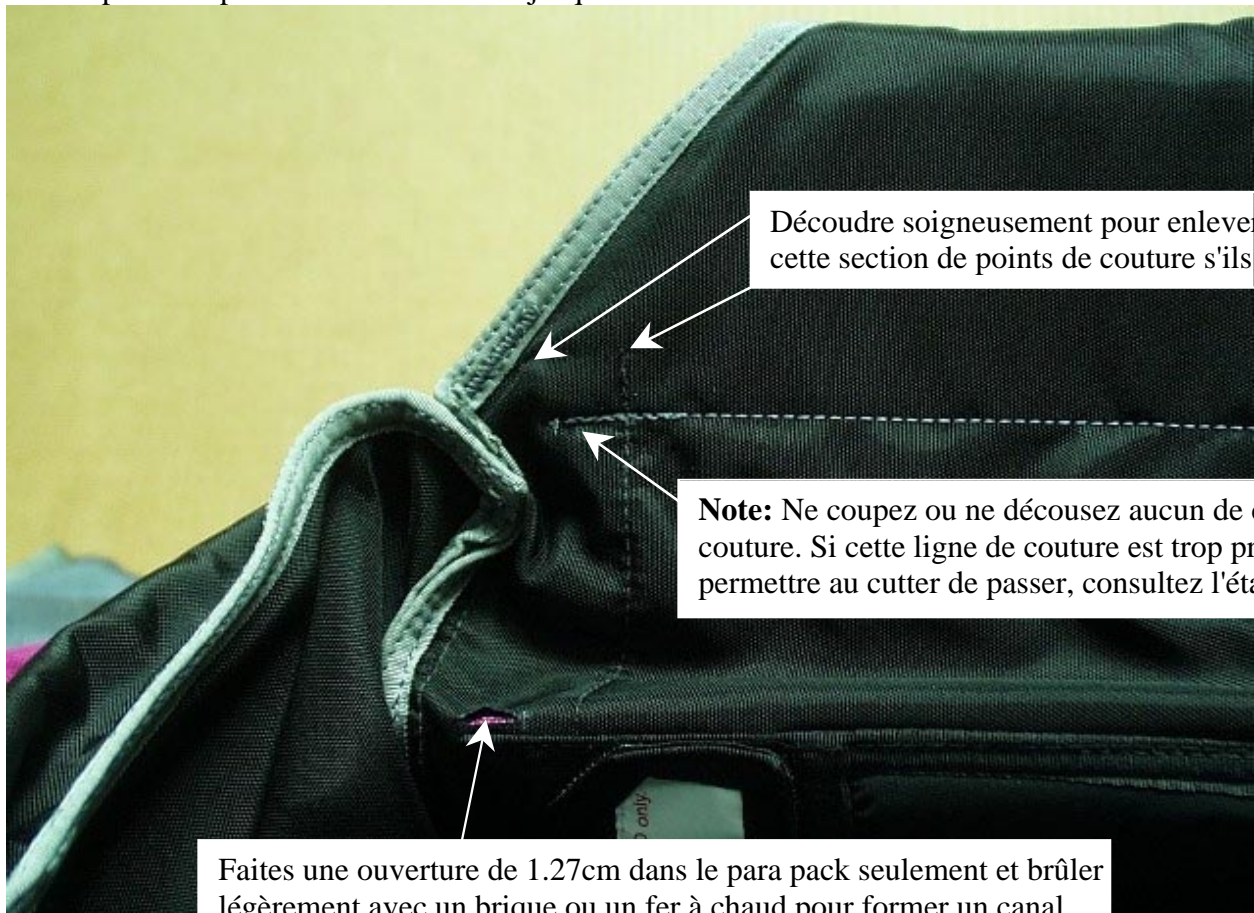 Découdre soigneusement pour enlever
cette section de points de couture s'ils
Note: Ne coupez ou ne décousez aucun de
couture. Si cette ligne de couture est trop pr
permettre au cutter de passer, consultez l'éta
only
Faites une ouverture de 1.27cm dans le para pack seulement et brûler
légèrement avec un brique ou un fer à chaud pour former un canal